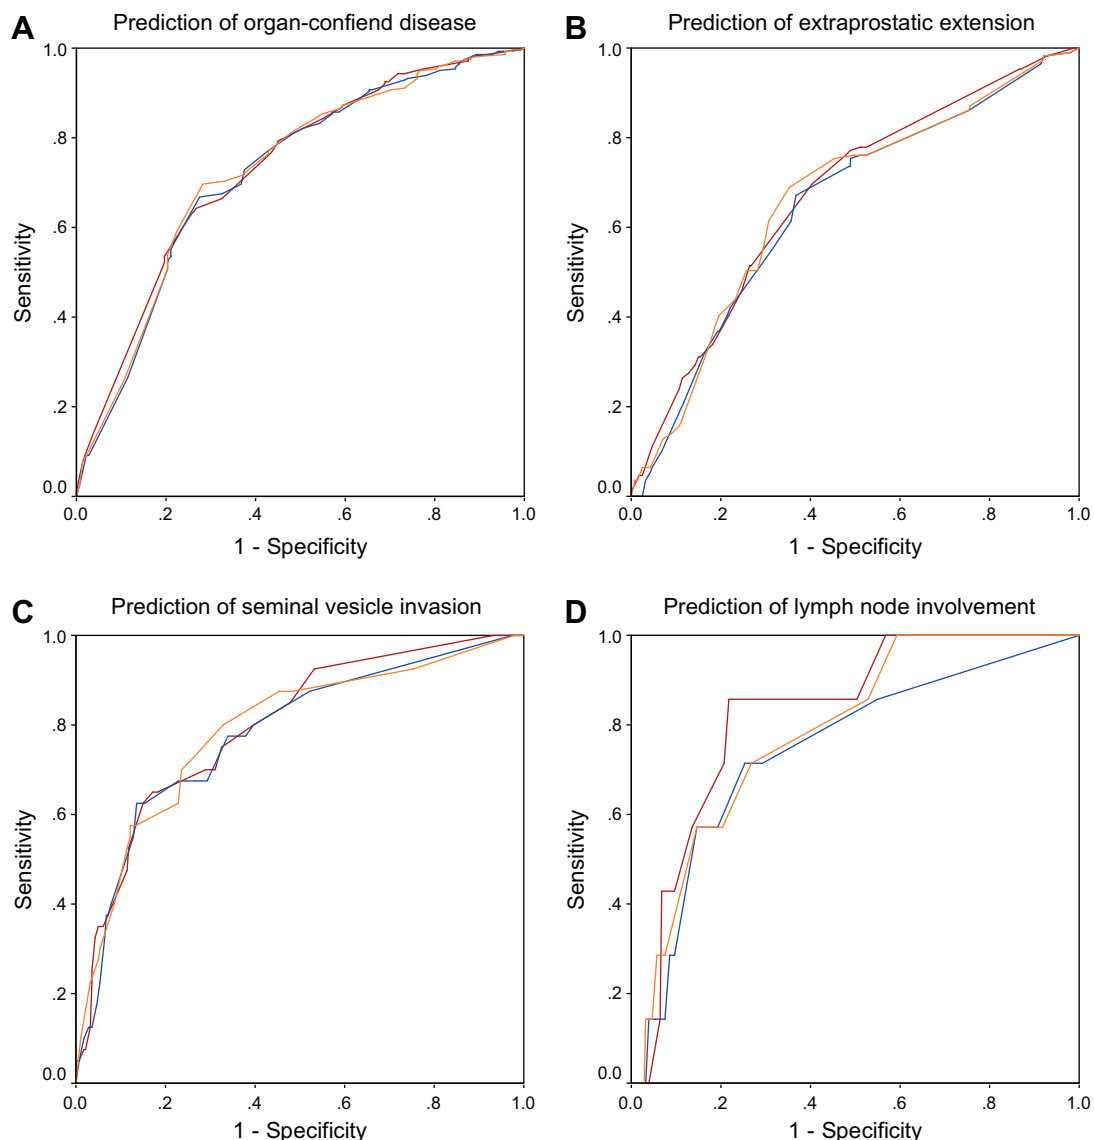 A Prediction of organ-confiend disease
1.0
.8
.6
.4
.2
0.0
Sensitivity
0.0 .2 .4 .6 .8 1.0
1 - Specificity
B Prediction of extraprostatic extension
1.0
.8
.6
.4
.2
0.0
Sensitivity
0.0 .2 .4 .6 .8 1.0
1 - Specificity
C Prediction of seminal vesicle invasion
1.0
.8
.6
.4
.2
0.0
Sensitivity
0.0 .2 .4 .6 .8 1.0
1 - Specificity
D Prediction of lymph node involvement
1.0
.8
.6
.4
.2
0.0
Sensitivity
0.0 .2 .4 .6 .8 1.0
1 - Specificity